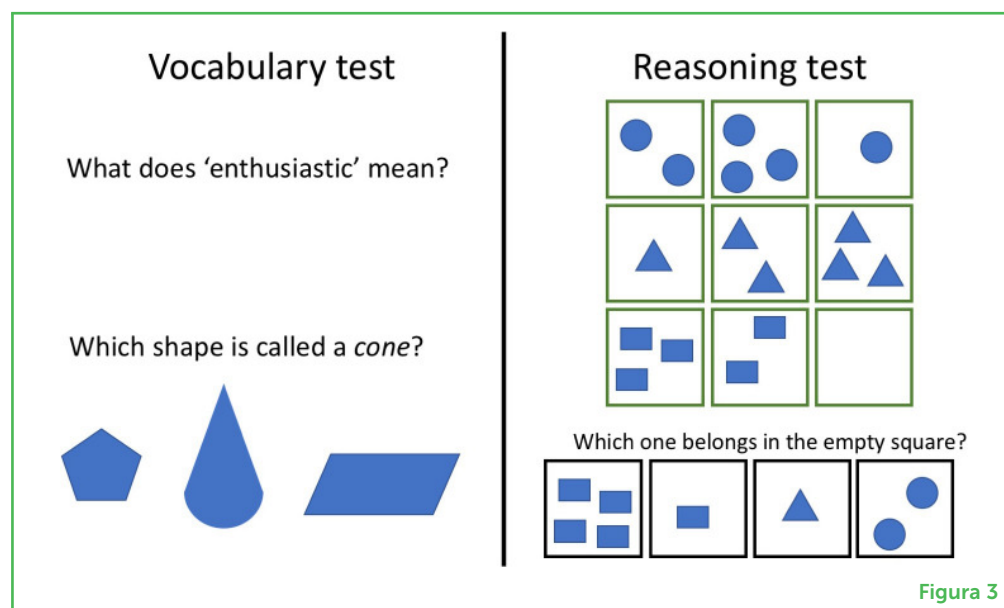 Vocabulary test
What does ‘enthusiastic’ mean?
Which shape is called a cone?
Reasoning test
Which one belongs in the empty square?
Figura 3